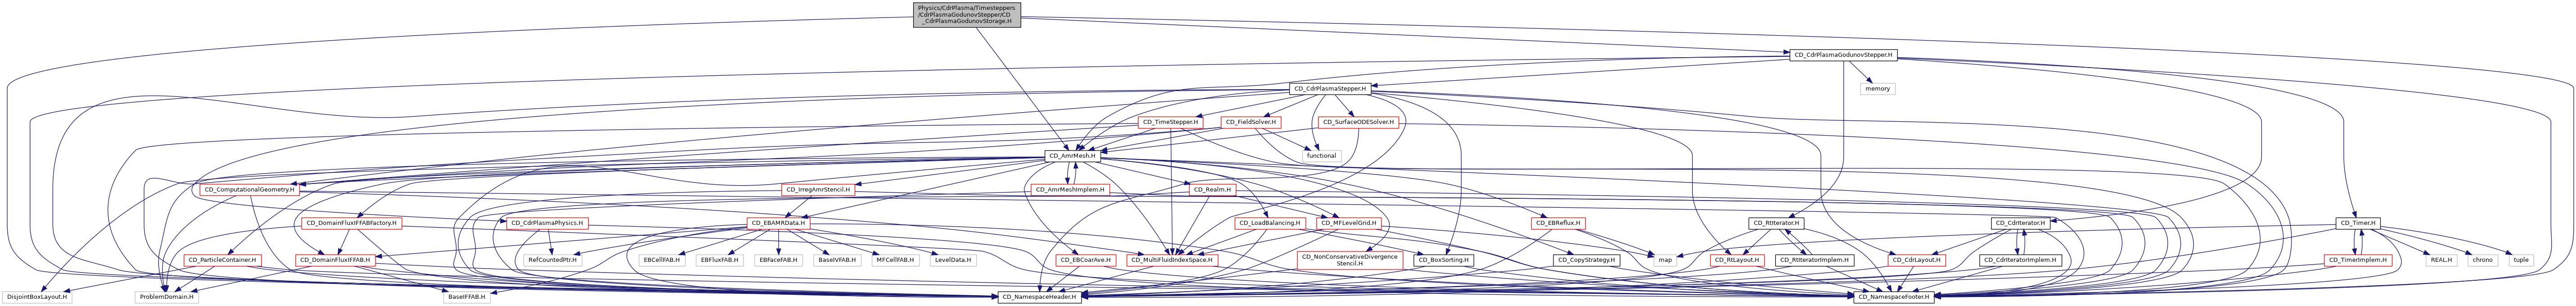 Physics/CdrPlasma/Timesteppers
/CdrPlasmaGodunovStepper/CD
_CdrPlasmaGodunovStorage.H
CD_CdrPlasmaGodunovStepper.H
CD_CdrPlasmaStepper.H
memory
CD_TimeStepper.H
CD_FieldSolver.H
CD_SurfaceODESolver.H
CD_AmrMesh.H
functional
CD_ComputationalGeometry.H
CD_IrregAmrStencil.H
CD_AmrMeshImplem.H
CD_Realm.H
CD_DomainFluxIFFABFactory.H
CD_CdrPlasmaPhysics.H
CD_EBAMRData.H
CD_LoadBalancing.H
CD_MFLevelGrid.H
CD_EBReflux.H
CD_RtIterator.H
CD_CdrIterator.H
CD_Timer.H
CD_ParticleContainer.H
CD_DomainFluxIFFAB.H
RefCountedPtr.H
EBCellFAB.H
EBFluxFAB.H
EBFaceFAB.H
BaseIVFAB.H
MFCellFAB.H
LevelData.H
CD_EBCoarAve.H
CD_MultiFluidIndexSpace.H
CD_NonConservativeDivergence
Stencil.H
CD_BoxSorting.H
CD_CopyStrategy.H
map
CD_RtLayout.H
CD_RtIteratorImplem.H
CD_CdrLayout.H
CD_CdrIteratorImplem.H
CD_TimerImplem.H
REAL.H
chrono
tuple
DisjointBoxLayout.H
ProblemDomain.H
BaseIFFAB.H
CD_NamespaceHeader.H
CD_NamespaceFooter.H